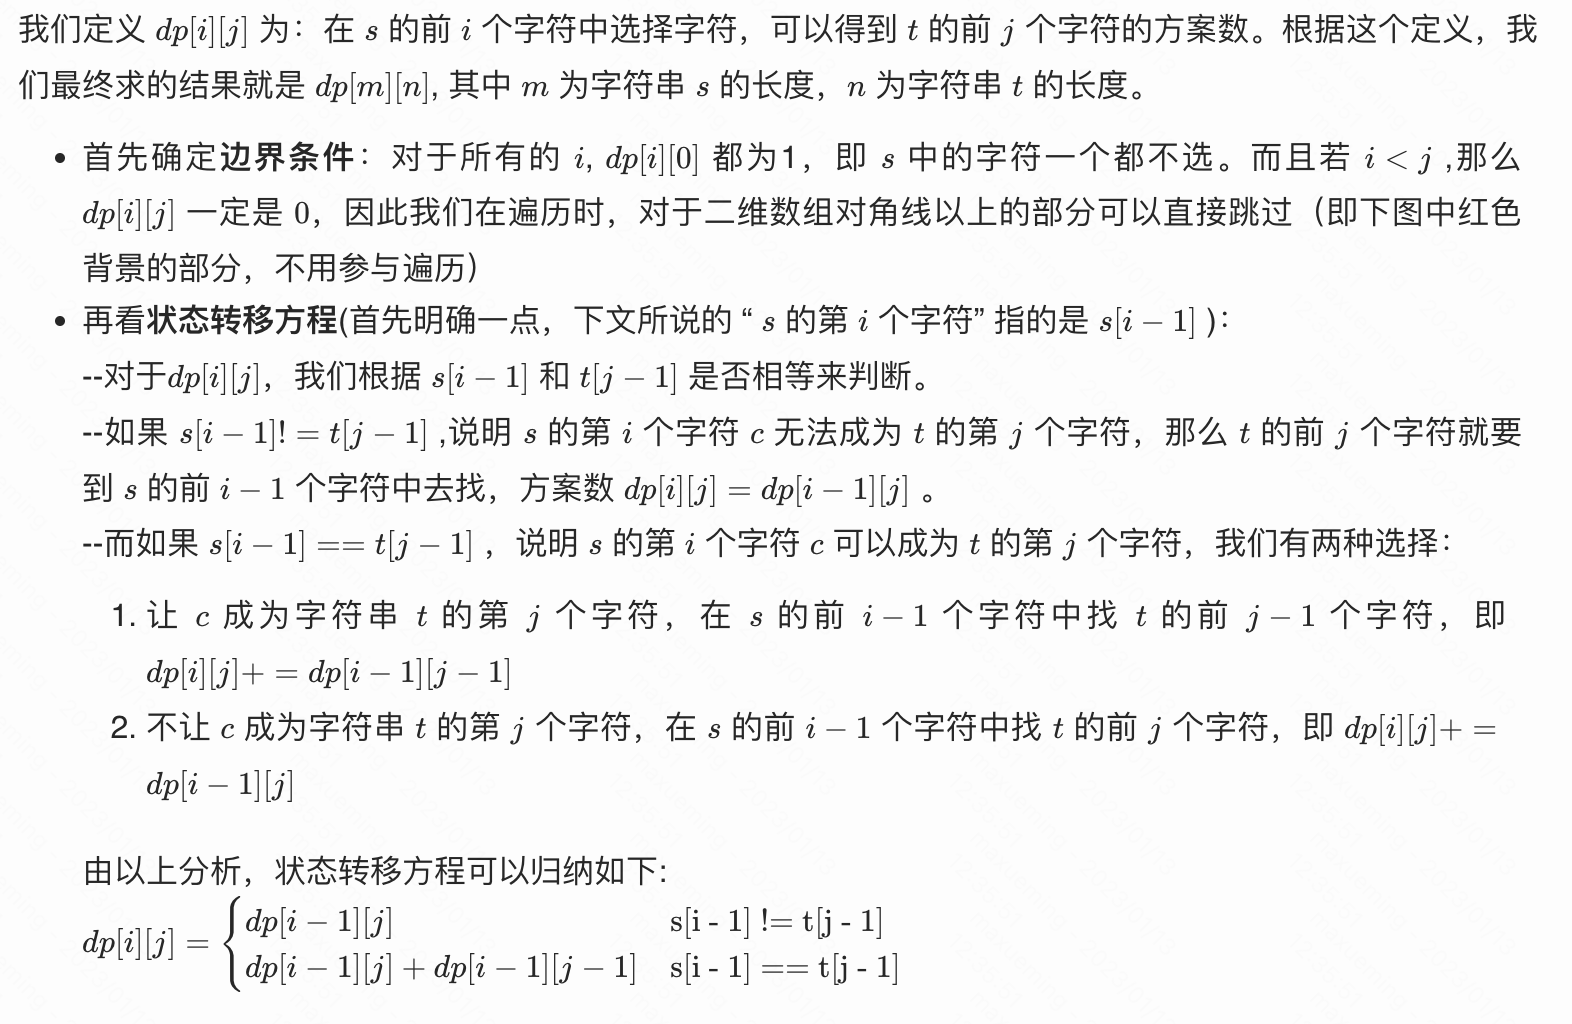 我们定义 dp[i][j] 为：在 s 的前 i 个字符中选择字符，可以得到 t 的前 j 个字符的方案数。根据这个定义，我
们最终求的结果就是 dp[m][n], 其中 m 为字符串 s 的长度，n 为字符串 t 的长度。
• 首先确定边界条件：对于所有的 i, dp[i][0] 都为1，即 s 中的字符一个都不选。而且若 i < j ,那么
dp[i][j] 一定是 0，因此我们在遍历时，对于二维数组对角线以上的部分可以直接跳过（即下图中红色
背景的部分，不用参与遍历）
• 再看状态转移方程(首先明确一点，下文所说的 “ s 的第 i 个字符” 指的是 s[i − 1] )：
--对于dp[i][j]，我们根据 s[i − 1] 和 t[j − 1] 是否相等来判断。
--如果 s[i − 1]! = t[j − 1] ,说明 s 的第 i 个字符 c 无法成为 t 的第 j 个字符，那么 t 的前 j 个字符就要
到 s 的前 i − 1 个字符中去找，方案数 dp[i][j] = dp[i − 1][j] 。
--而如果 s[i − 1] == t[j − 1] ，说明 s 的第 i 个字符 c 可以成为 t 的第 j 个字符，我们有两种选择：
1. 让 c 成为字符串 t 的第 j 个字符，在 s 的前 i − 1 个字符中找 t 的前 j − 1 个字符，即
dp[i][j]+ = dp[i − 1][j − 1]
2. 不让 c 成为字符串 t 的第 j 个字符，在 s 的前 i − 1 个字符中找 t 的前 j 个字符，即 dp[i][j]+ =
dp[i − 1][j]
由以上分析，状态转移方程可以归纳如下:
dp[i][j] = { dp[i − 1][j] s[i - 1] != t[j - 1]
dp[i − 1][j] + dp[i − 1][j − 1] s[i - 1] == t[j - 1]